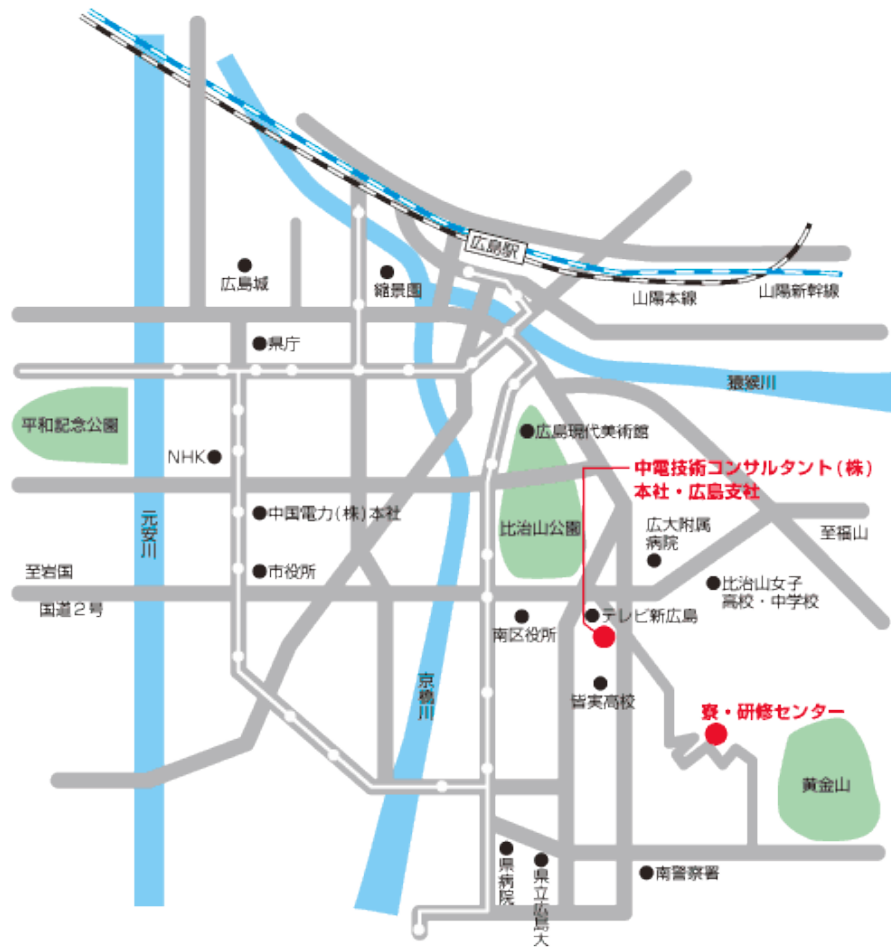 広島駅
広島城
縮景園
山陽本線
山陽新幹線
県庁
猿猴川
平和記念公園
広島現代美術館
NHK
中電技術コンサルタント(株)
本社・広島支社
中国電力(株)本社
元安川
比治山公園
広大附属
病院
至福山
至岩国
市役所
比治山女子
高校・中学校
国道2号
テレビ新広島
南区役所
京橋川
皆実高校
寮・研修センター
黄金山
県病院
県立広島大
南警察署